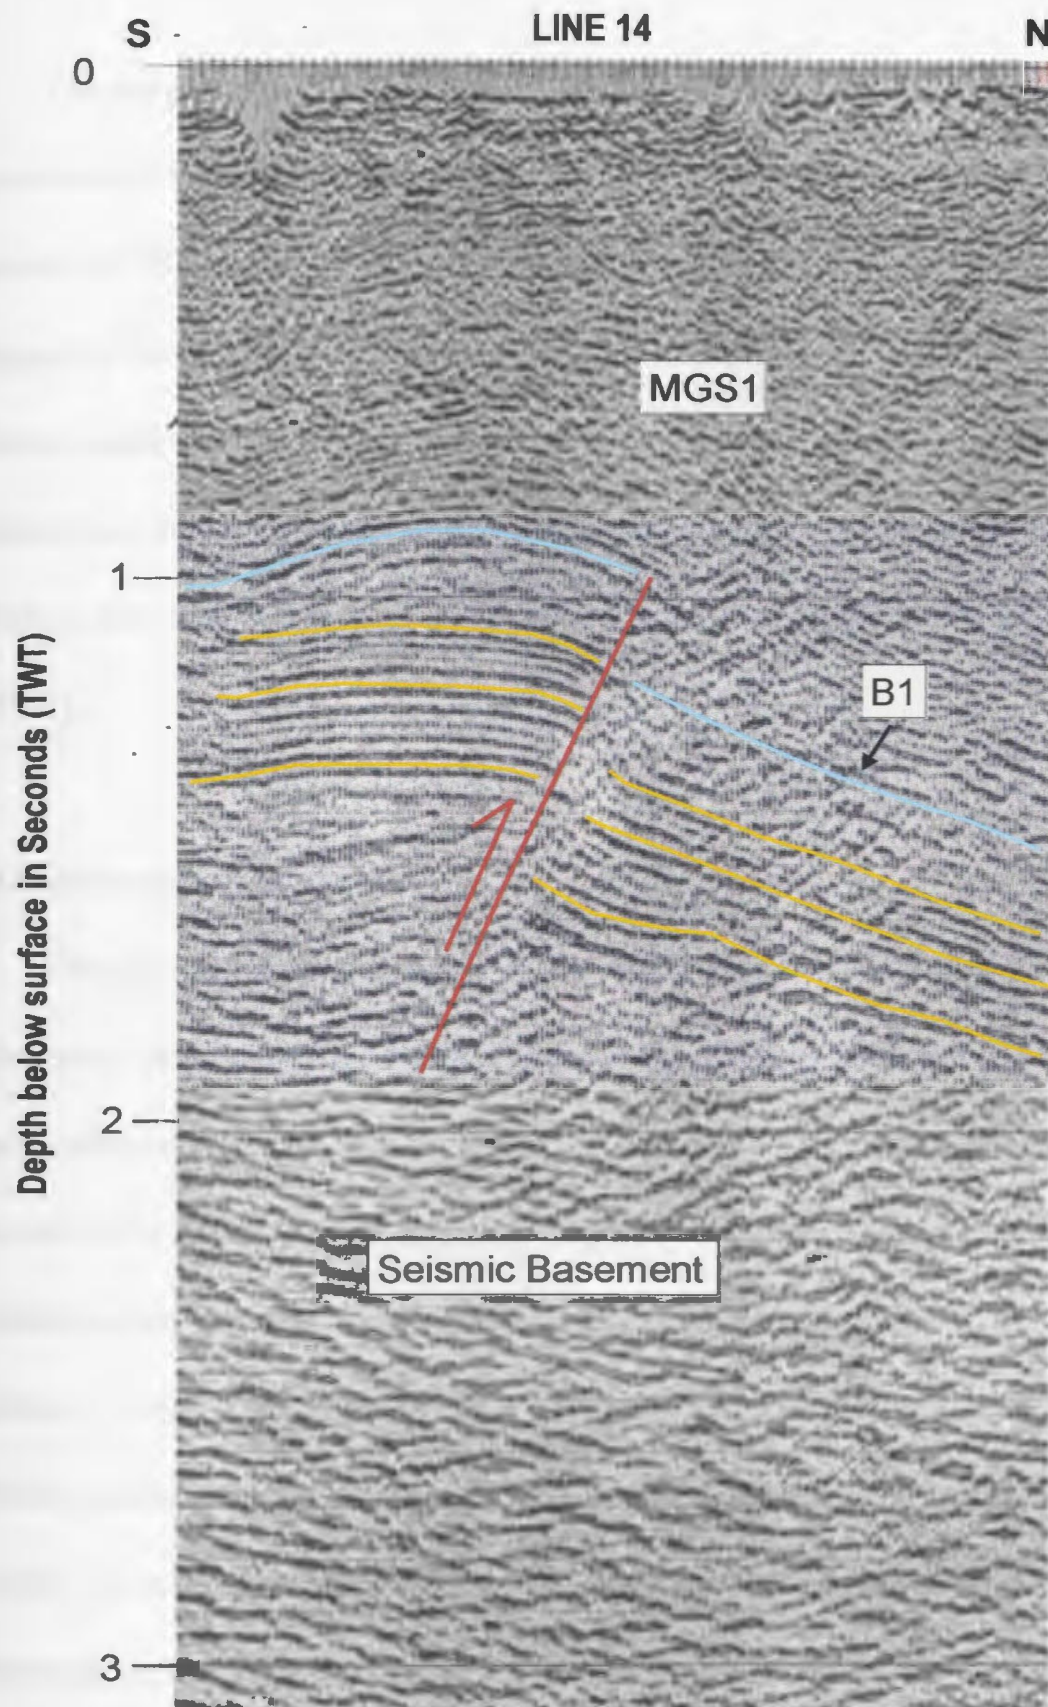 S LINE 14 N
0
MGS1
1
B1
Depth below surface in Seconds (TWT)
2
Seismic Basement
3